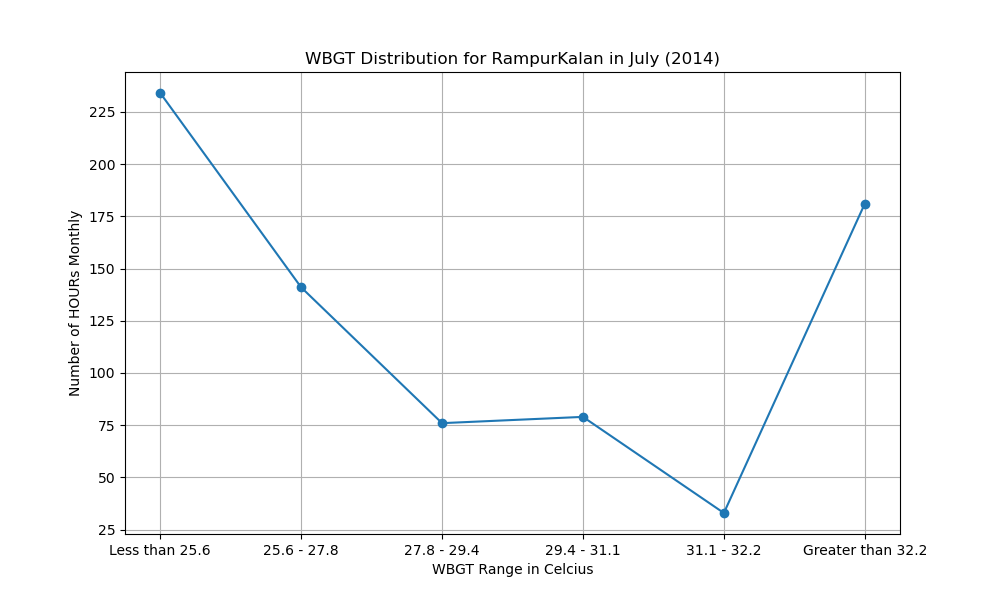 WBGT Distribution for RampurKalan in July (2014)
Number of HOURs Monthly
225
200
175
150
125
100
75
50
25
Less than 25.6
25.6 - 27.8
27.8 - 29.4
29.4 - 31.1
31.1 - 32.2
Greater than 32.2
WBGT Range in Celcius